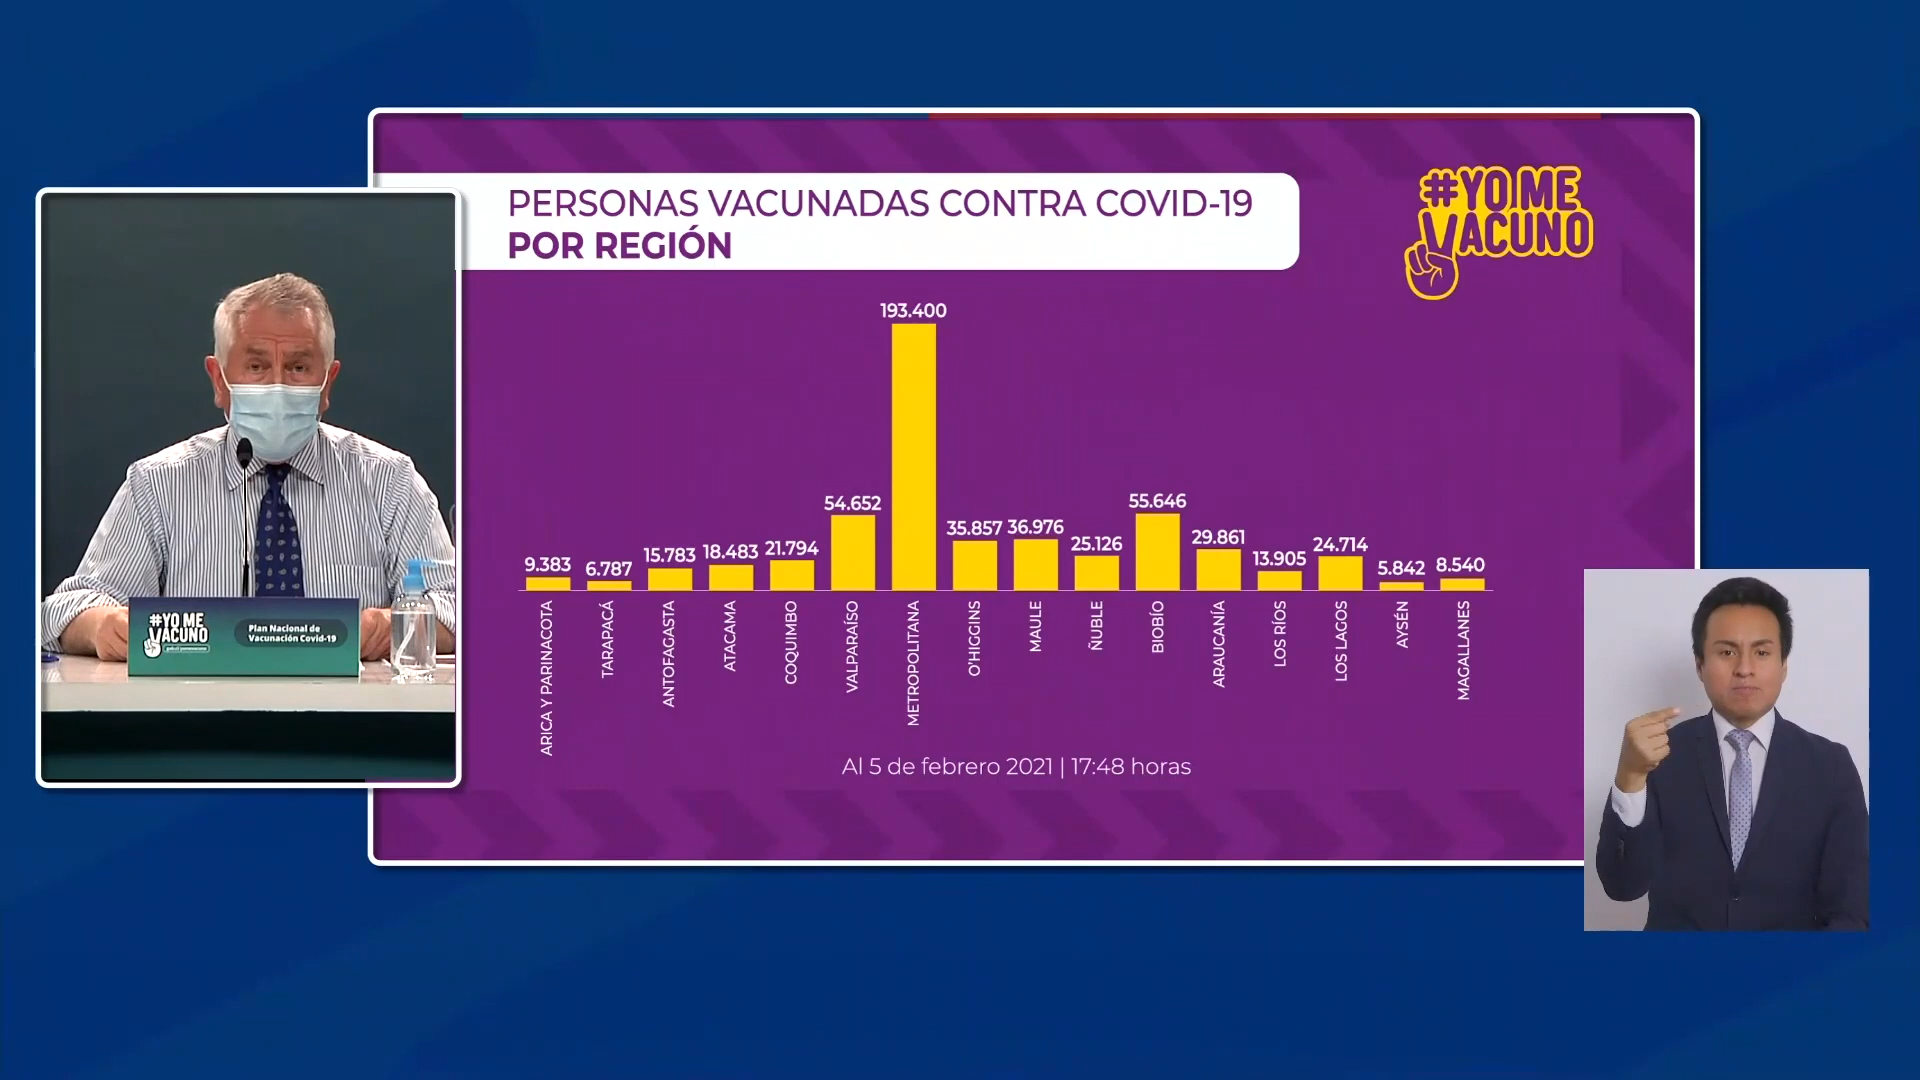 PERSONAS VACUNADAS CONTRA COVID-19
POR REGIÓN
#YO ME
VACUNO
193.400
54.652
55.646
9.383
6.787
15.783
18.483
21.794
35.857
36.976
25.126
29.861
13.905
24.714
5.842
8.540
ARICA Y PARINACOTA
TARAPACÁ
ANTOFAGASTA
ATACAMA
COQUIMBO
VALPARAÍSO
METROPOLITANA
O'HIGGINS
MAULE
ÑUBLE
BIOBÍO
ARAUCANÍA
LOS RÍOS
LOS LAGOS
AYSÉN
MAGALLANES
Al 5 de febrero 2021 | 17:48 horas
#YO ME
VACUNO
Plan Nacional de
Vacunación Covid-19